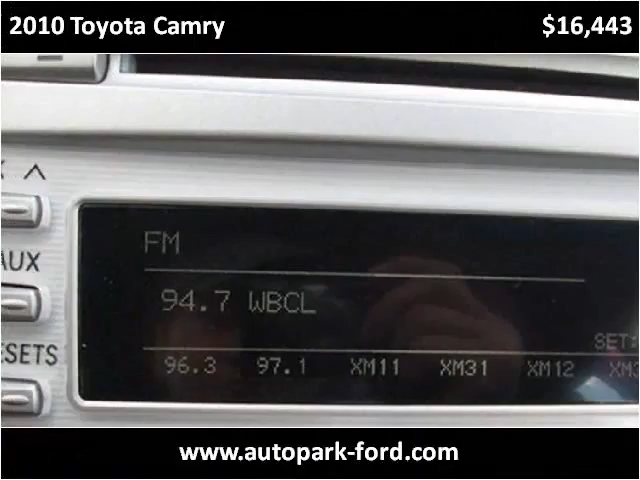 2010 Toyota Camry $16,443
AUX
FM
94.7 WBCL
SET:
96.3 97.1 XM11 XM31 XM12
www.autopark-ford.com